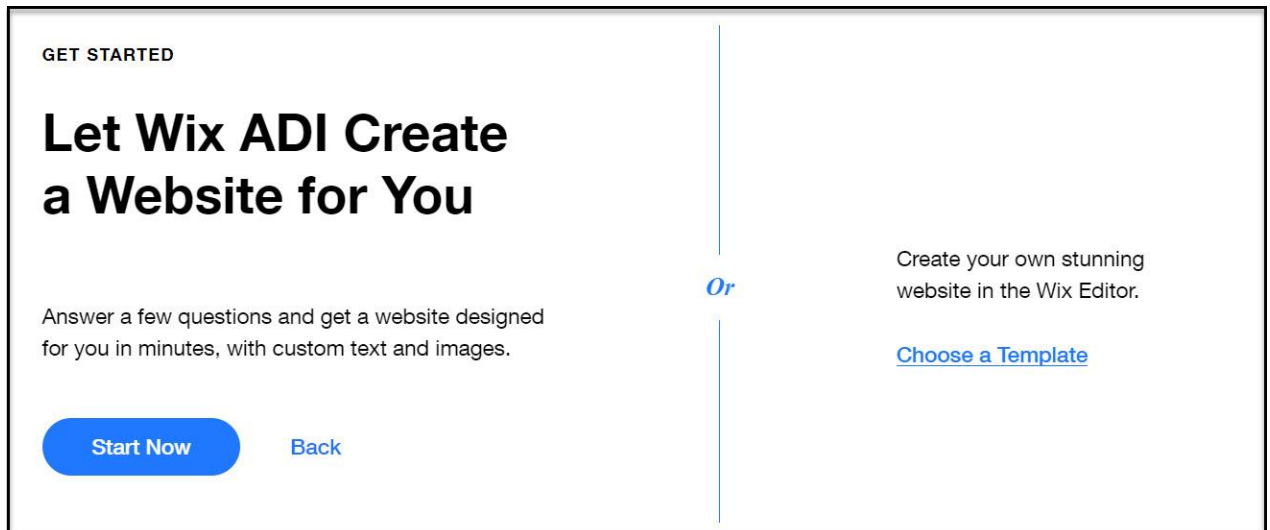 GET STARTED
Let Wix ADI Create
a Website for You
Answer a few questions and get a website designed
for you in minutes, with custom text and images.
Start Now
Back
Or
Create your own stunning
website in the Wix Editor.
Choose a Template